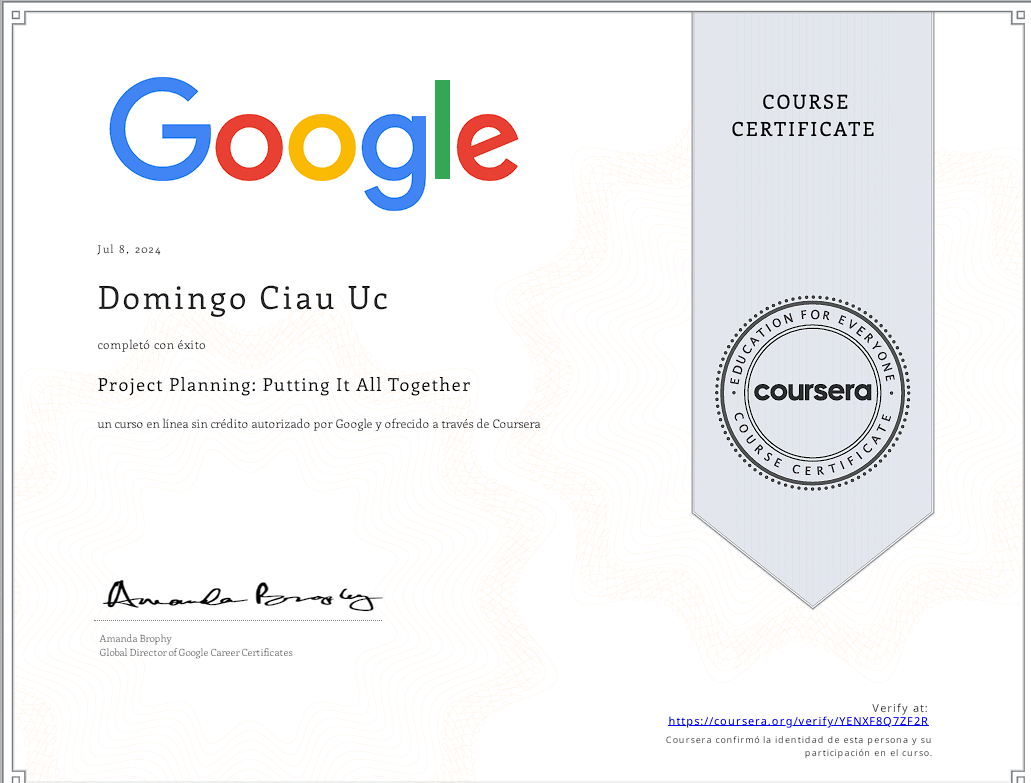 Google
COURSE
CERTIFICATE
Jul 8, 2024
Domingo Ciau Uc
completó con éxito
Project Planning: Putting It All Together
un curso en línea sin crédito autorizado por Google y ofrecido a través de Coursera
EDUCATION FOR EVERYONE
coursera
COURSE CERTIFICATE
Amanda Brophy
Amanda Brophy
Global Director of Google Career Certificates
Verify at:
https://coursera.org/verify/YENXF8Q7ZF2R
Coursera confirmó la identidad de esta persona y su
participación en el curso.